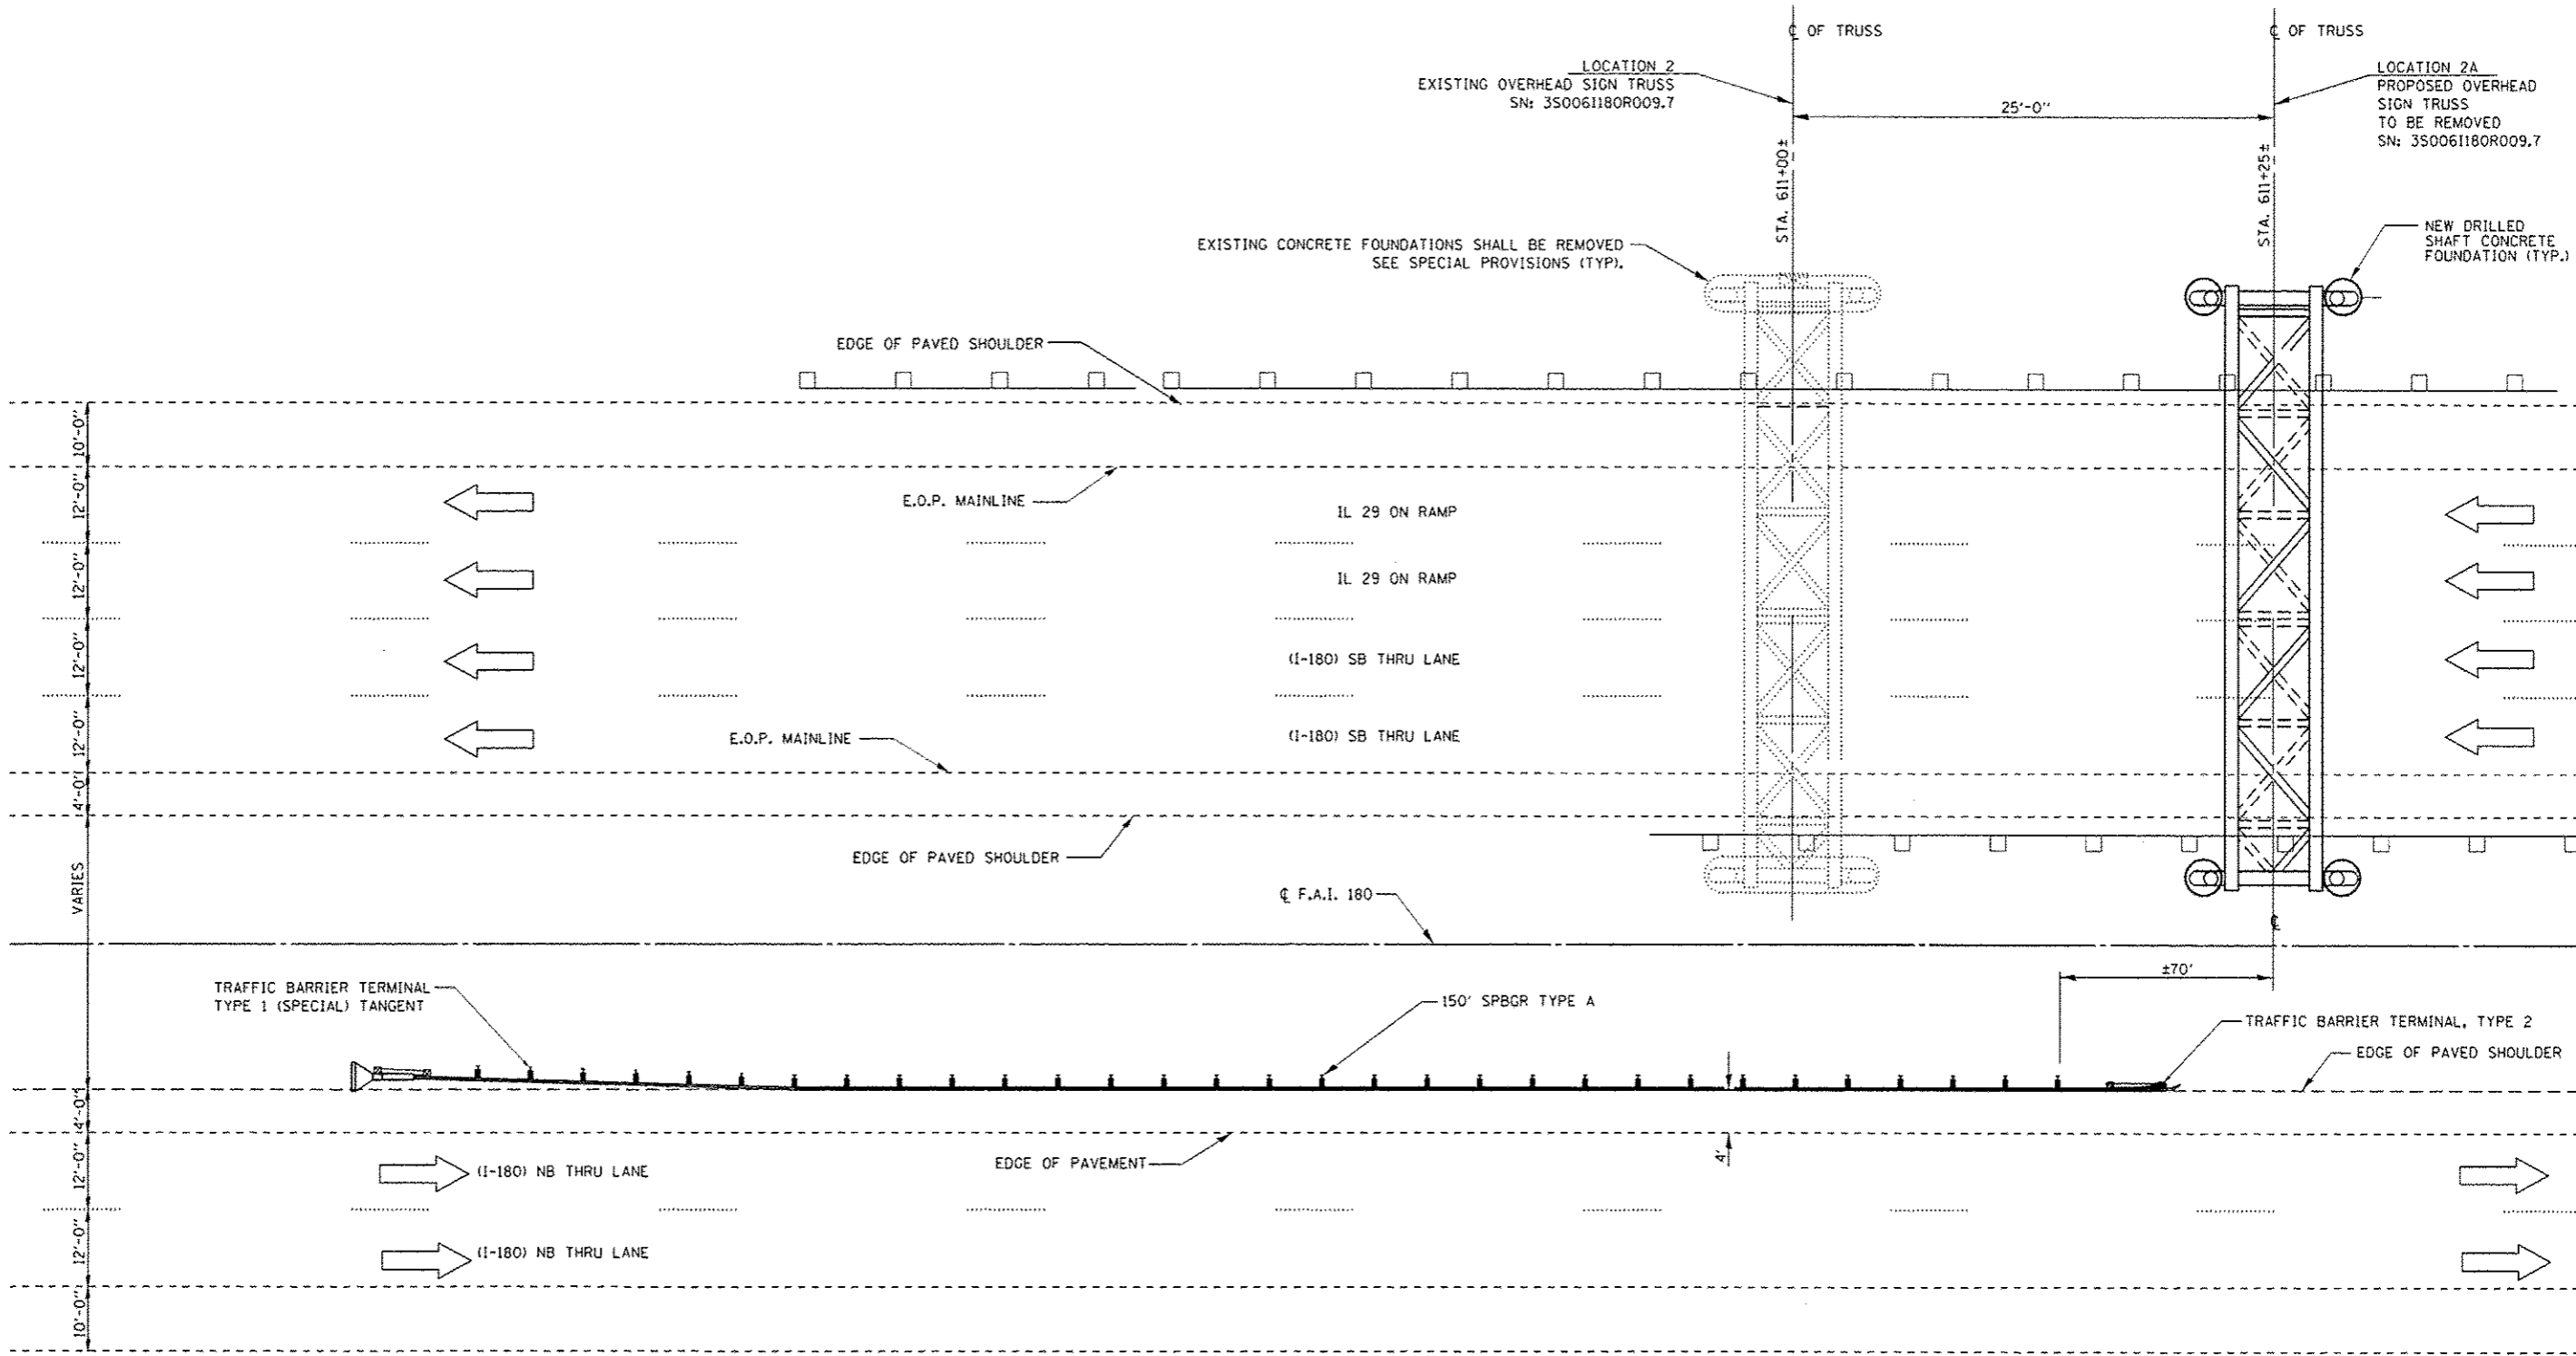 ℄ OF TRUSS
℄ OF TRUSS
LOCATION 2
EXISTING OVERHEAD SIGN TRUSS
SN: 3S006I180R009.7
25'-0"
LOCATION 2A
PROPOSED OVERHEAD
SIGN TRUSS
TO BE REMOVED
SN: 3S006I180R009.7
STA. 611+00±
STA. 611+25±
NEW DRILLED
SHAFT CONCRETE
FOUNDATION (TYP.)
EXISTING CONCRETE FOUNDATIONS SHALL BE REMOVED
SEE SPECIAL PROVISIONS (TYP).
EDGE OF PAVED SHOULDER
10'-0"
E.O.P. MAINLINE
12'-0"
IL 29 ON RAMP
12'-0"
IL 29 ON RAMP
12'-0"
(I-180) SB THRU LANE
12'-0"
E.O.P. MAINLINE
(I-180) SB THRU LANE
4'-0"
EDGE OF PAVED SHOULDER
VARIES
℄ F.A.I. 180
℄
±70'
TRAFFIC BARRIER TERMINAL
TYPE 1 (SPECIAL) TANGENT
150' SPBGR TYPE A
TRAFFIC BARRIER TERMINAL, TYPE 2
EDGE OF PAVED SHOULDER
4'-0"
EDGE OF PAVEMENT
4'
12'-0"
(I-180) NB THRU LANE
12'-0"
(I-180) NB THRU LANE
10'-0"